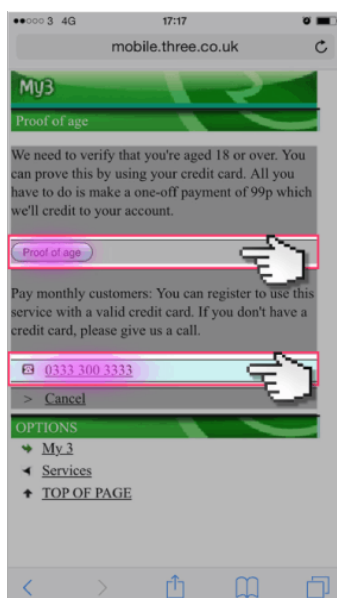 3 4G 17:17
mobile.three.co.uk
My3
Proof of age
We need to verify that you're aged 18 or over. You
can prove this by using your credit card. All you
have to do is make a one-off payment of 99p which
we'll credit to your account.
Proof of age
Pay monthly customers: You can register to use this
service with a valid credit card. If you don't have a
credit card, please give us a call.
0333 300 3333
> Cancel
OPTIONS
My 3
Services
TOP OF PAGE